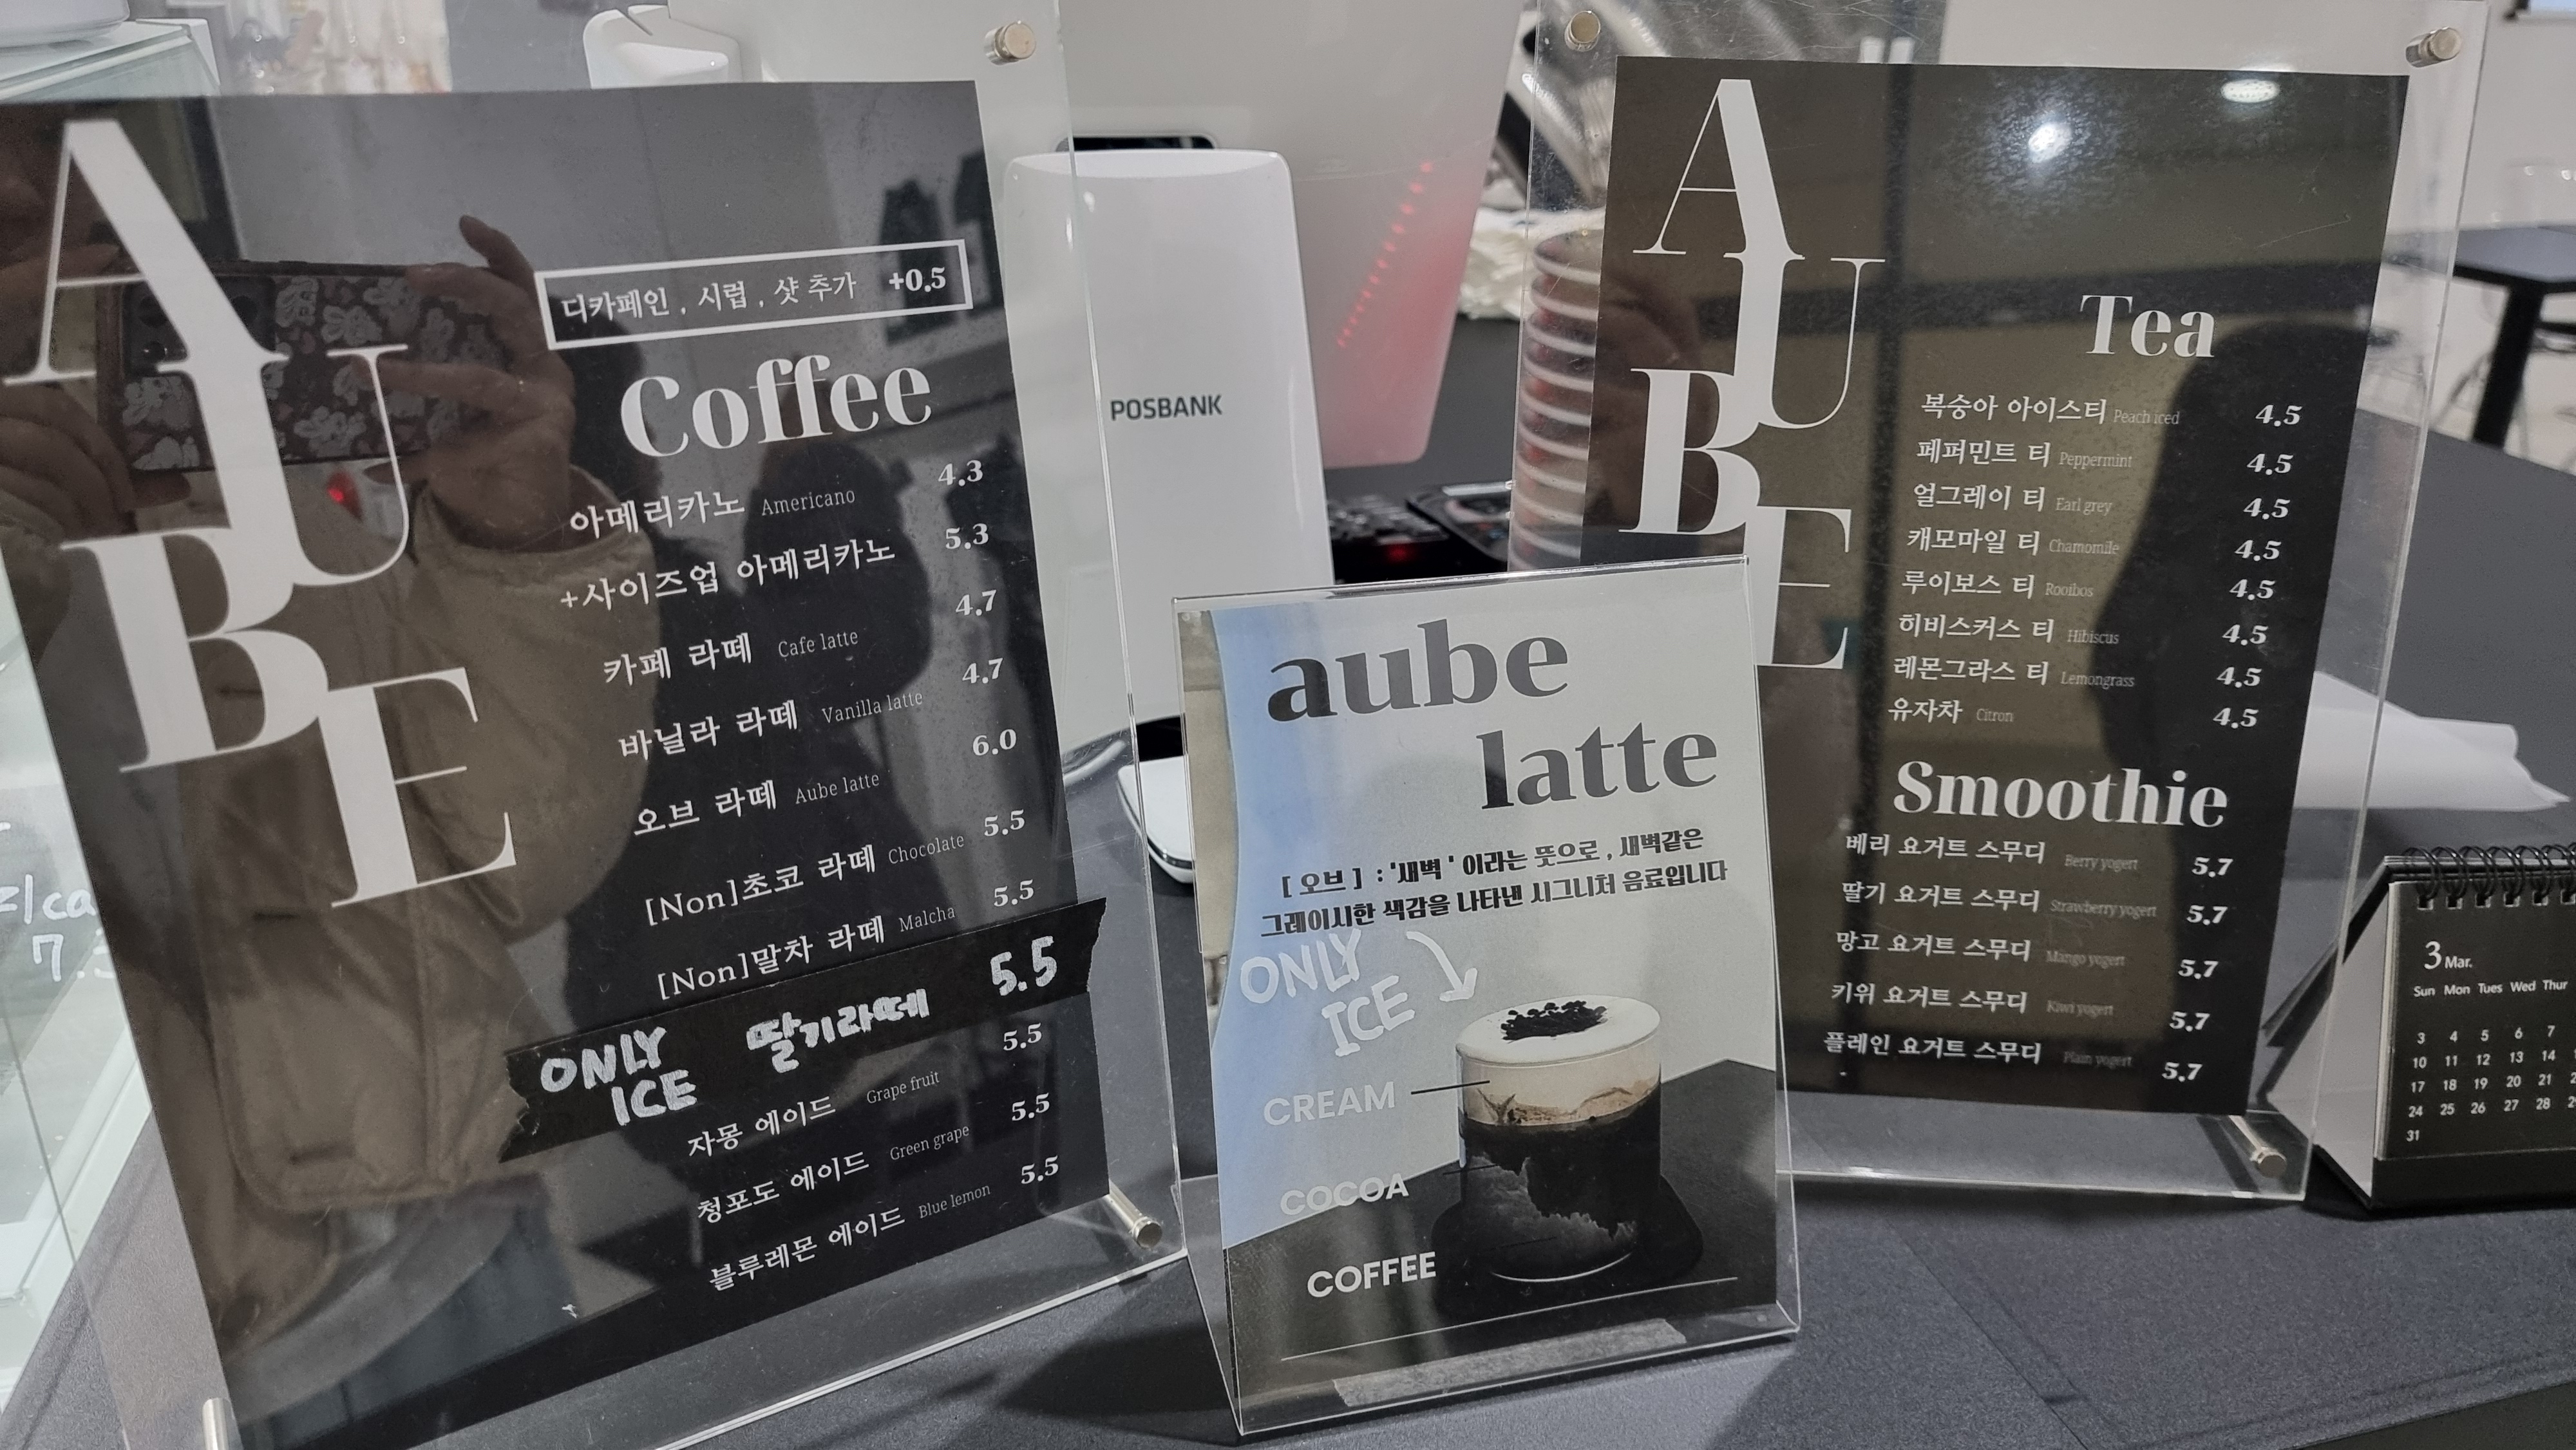 AUBE
디카페인 , 시럽 , 샷 추가 +0.5
Coffee
아메리카노 Americano 4.3
+사이즈업 아메리카노 5.3
카페 라떼 Cafe latte 4.7
바닐라 라떼 Vanilla latte 4.7
오브 라떼 Aube latte 6.0
[Non]초코 라떼 Chocolate 5.5
[Non]말차 라떼 Malcha 5.5
ONLY ICE 딸기라떼 5.5
자몽 에이드 Grape fruit 5.5
청포도 에이드 Green grape 5.5
블루레몬 에이드 Blue lemon 5.5
POSBANK
aube
latte
[ 오브 ] : '새벽 ' 이라는 뜻으로 , 새벽같은
그레이시한 색감을 나타낸 시그니처 음료입니다
ONLY
ICE
CREAM
COCOA
COFFEE
AUBE
Tea
복숭아 아이스티 Peach iced 4.5
페퍼민트 티 Peppermint 4.5
얼그레이 티 Earl grey 4.5
캐모마일 티 Chamomile 4.5
루이보스 티 Rooibos 4.5
히비스커스 티 Hibiscus 4.5
레몬그라스 티 Lemongrass 4.5
유자차 Citron 4.5
Smoothie
베리 요거트 스무디 Berry yogert 5.7
딸기 요거트 스무디 Strawberry yogert 5.7
망고 요거트 스무디 Mango yogert 5.7
키위 요거트 스무디 Kiwi yogert 5.7
플레인 요거트 스무디 Plain yogert 5.7
3 Mar.
Sun Mon Tues Wed Thur
3 4 5 6 7
10 11 12 13 14
17 18 19 20 21
24 25 26 27 28
31